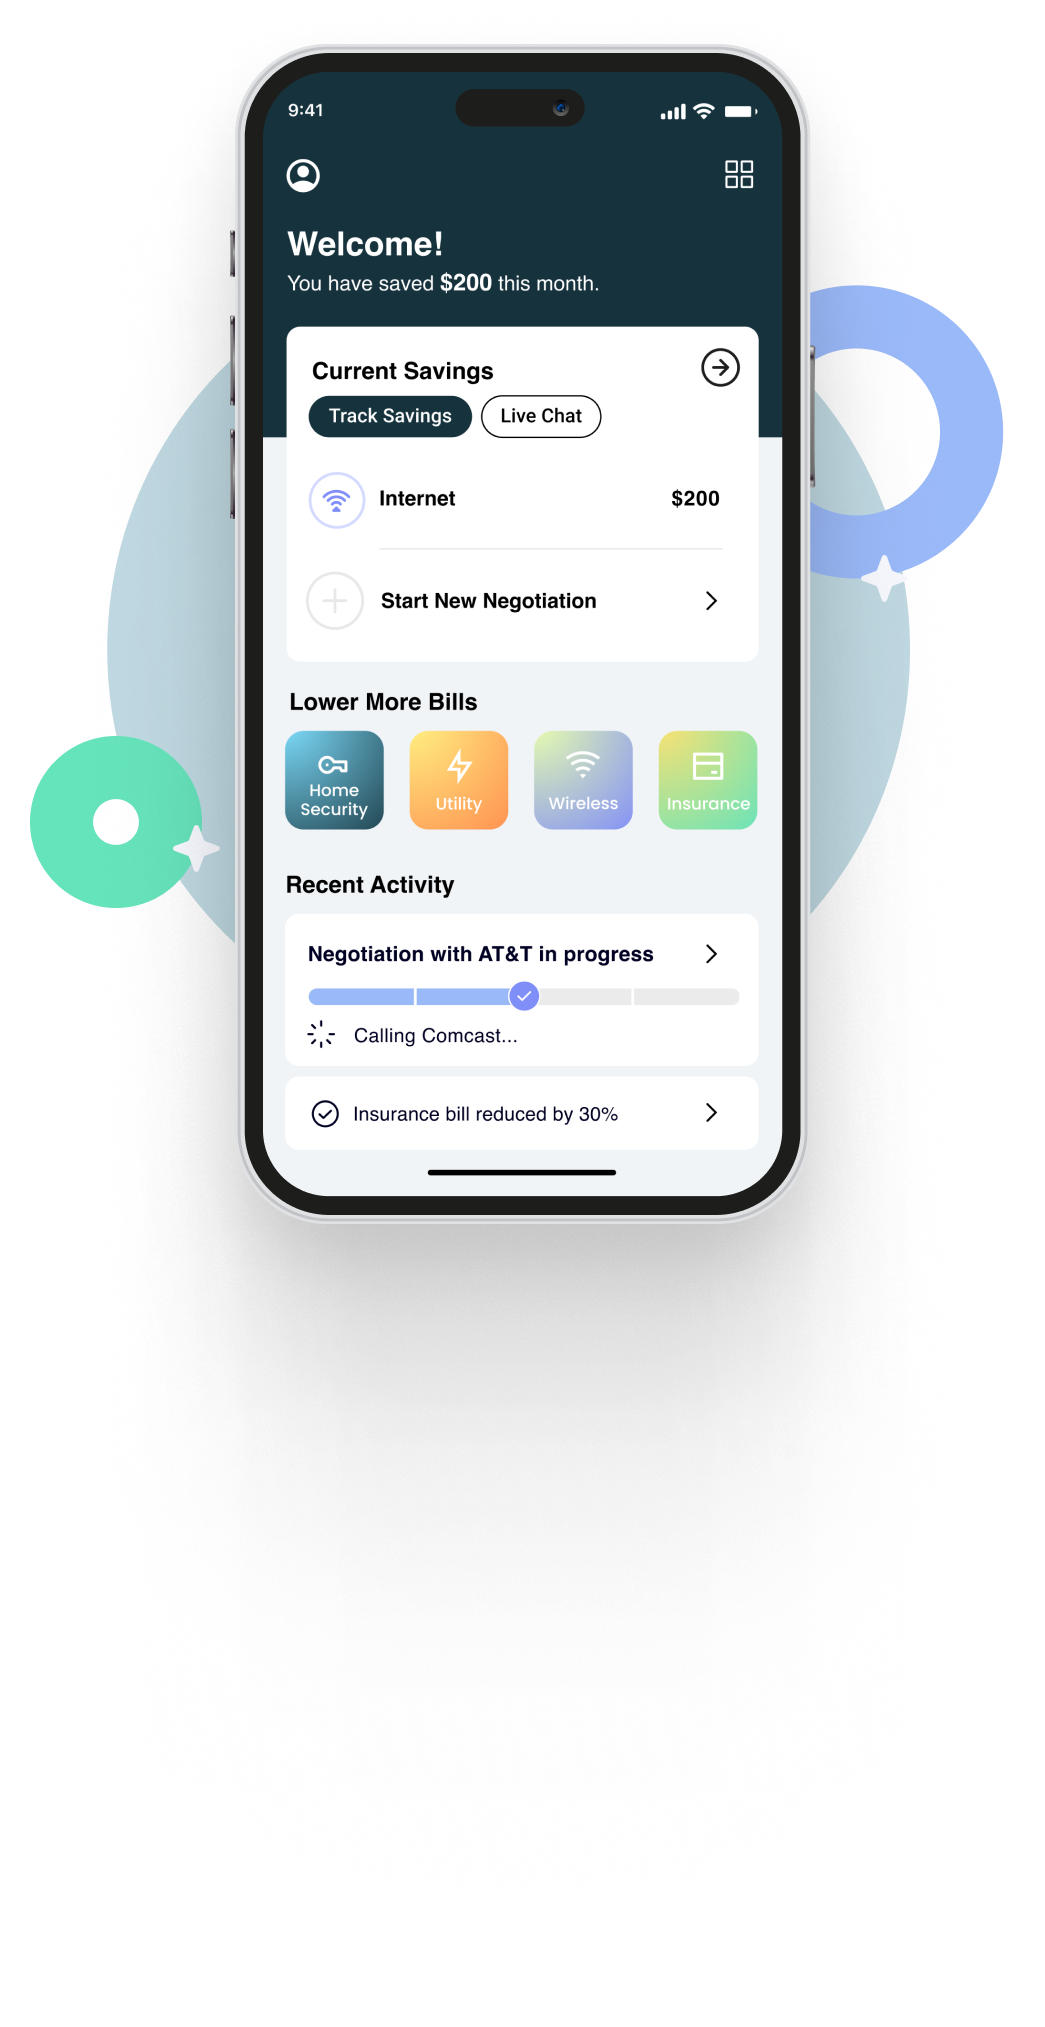 9:41
Welcome!
You have saved $200 this month.
Current Savings
Track Savings
Live Chat
Internet
$200
Start New Negotiation
Lower More Bills
Home
Security
Utility
Wireless
Insurance
Recent Activity
Negotiation with AT&T in progress
Calling Comcast...
Insurance bill reduced by 30%